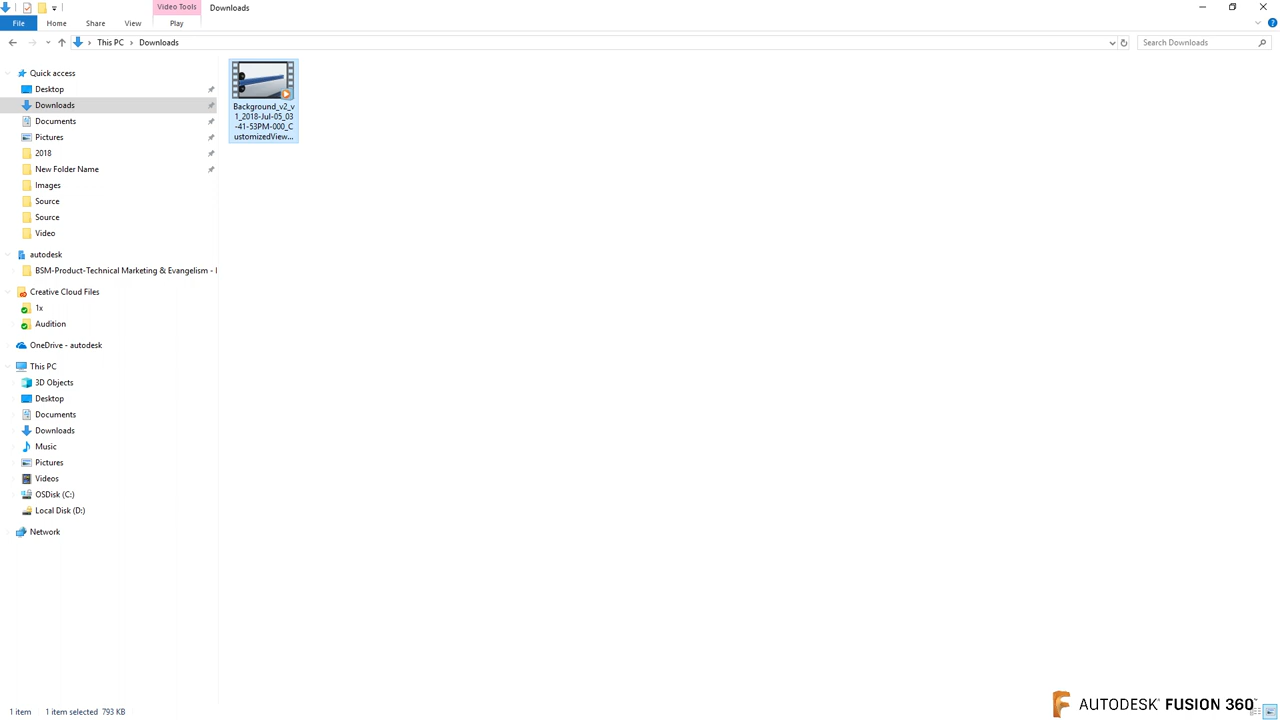 Video Tools
Downloads
File
Home
Share
View
Play
This PC
Downloads
Search Downloads
Quick access
Desktop
Downloads
Documents
Pictures
2018
New Folder Name
Images
Source
Source
Video
autodesk
BSM-Product-Technical Marketing & Evangelism -
Creative Cloud Files
1x
Audition
OneDrive - autodesk
This PC
3D Objects
Desktop
Documents
Downloads
Music
Pictures
Videos
OSDisk (C:)
Local Disk (D:)
Network
Background_v2_v
1_2018-Jul-05_03
-41-53PM-000_C
ustomizedView...
1 item
1 item selected 793 KB
AUTODESK® FUSION 360™